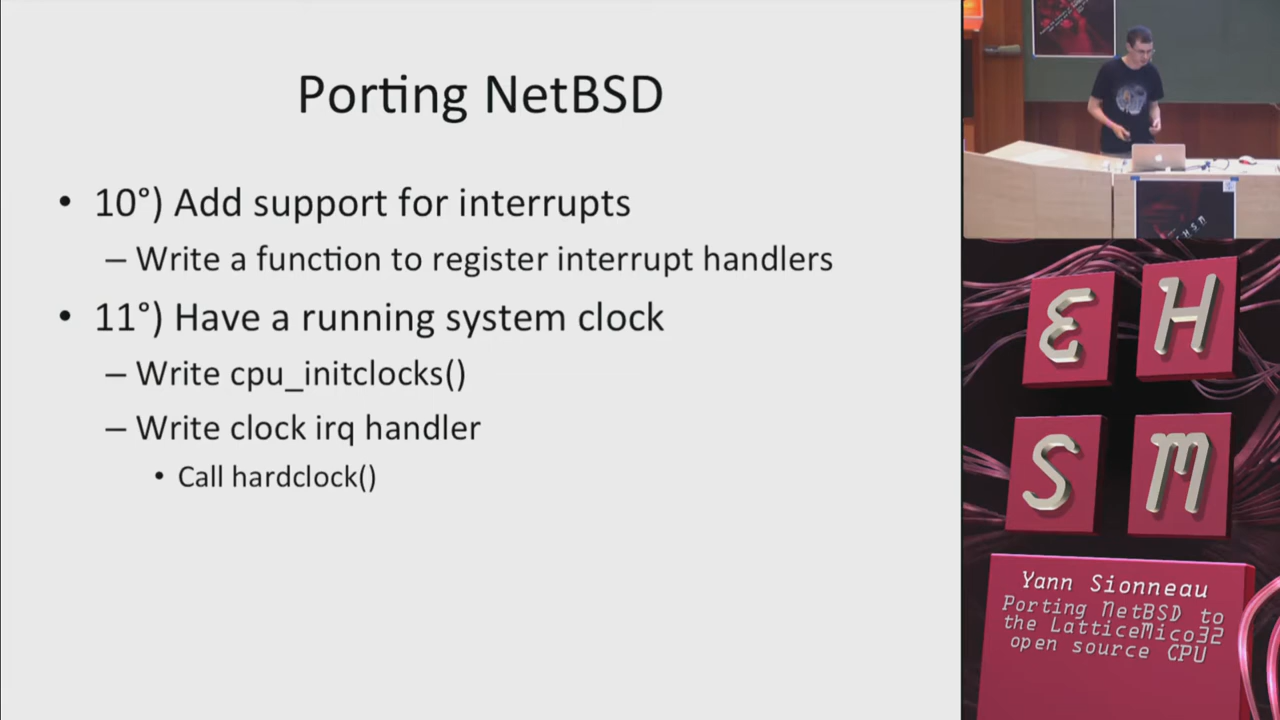 Porting NetBSD
• 10°) Add support for interrupts
– Write a function to register interrupt handlers
• 11°) Have a running system clock
– Write cpu_initclocks()
– Write clock irq handler
• Call hardclock()
E H
S M
Yann Sionneau
Porting NetBSD to
the LatticeMico32
open source CPU